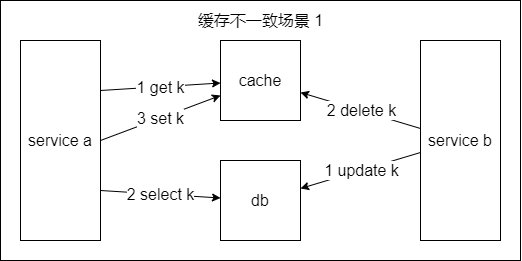 缓存不一致场景 1
service a
1 get k
3 set k
2 select k
cache
db
2 delete k
1 update k
service b